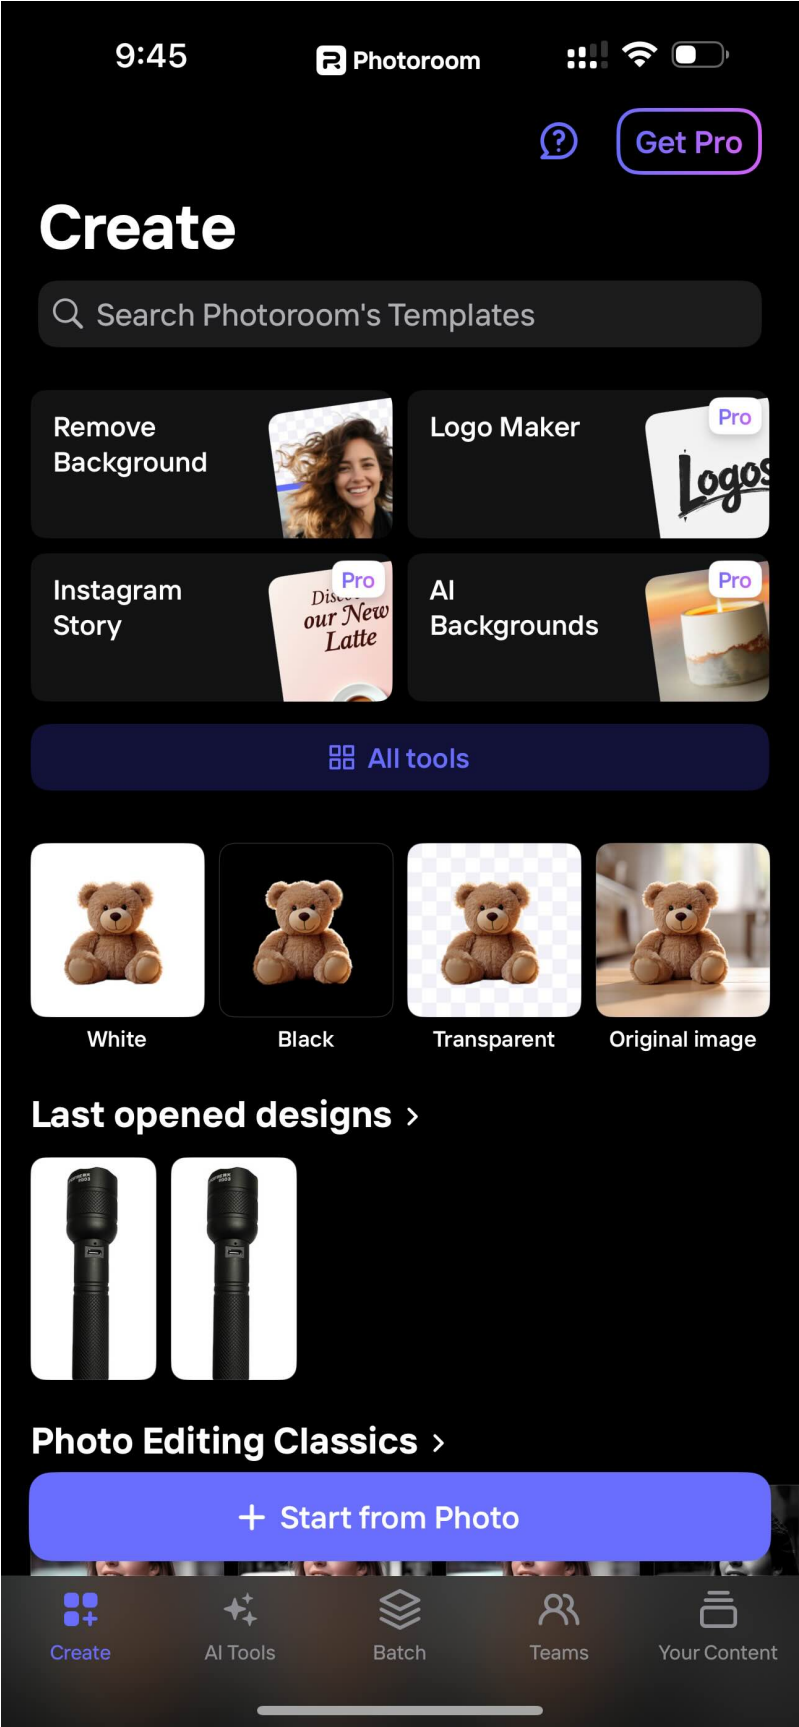 9:45
Photoroom
Get Pro
Create
Search Photoroom's Templates
Remove
Background
Logo Maker
Pro
Logos
Instagram
Story
Pro
our New
Latte
AI
Backgrounds
Pro
All tools
White
Black
Transparent
Original image
Last opened designs
Photo Editing Classics
Start from Photo
Create
AI Tools
Batch
Teams
Your Content